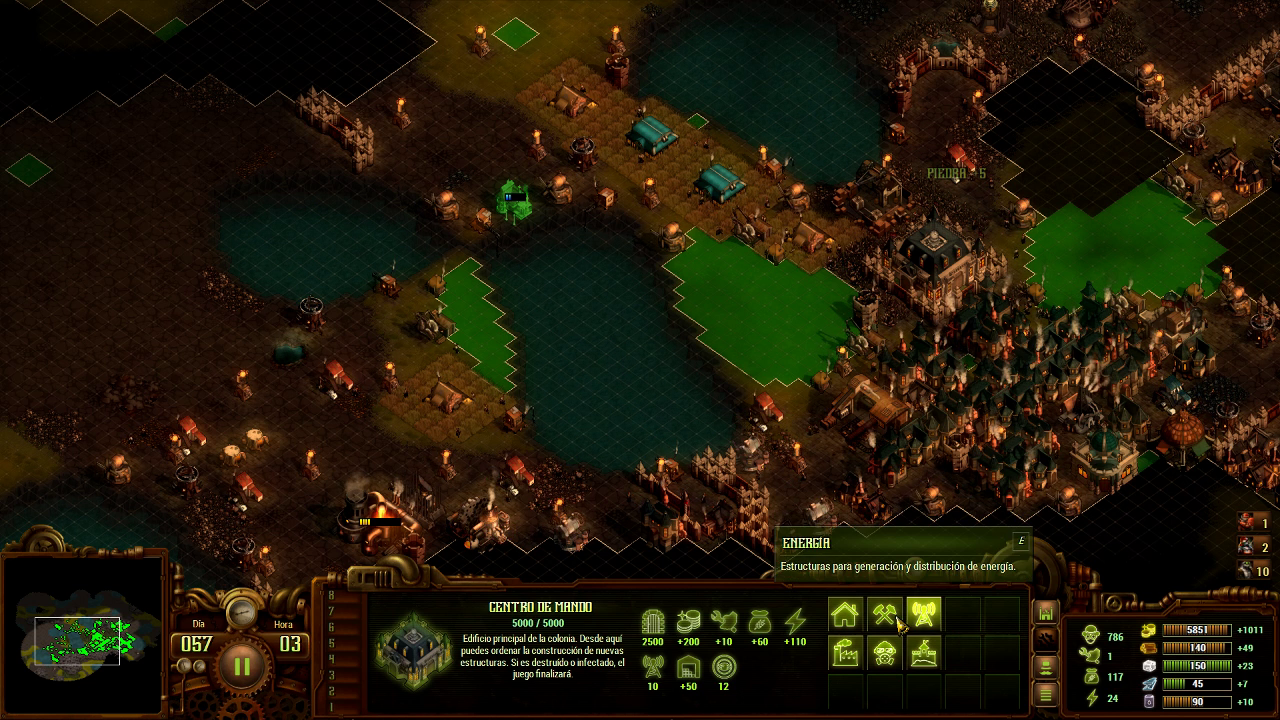 PIEDRA +5
1
2
10
ENERGÍA
E
Estructuras para generación y distribución de energía.
Día
Hora
057
03
8
7
6
5
4
3
2
1
CENTRO DE MANDO
5000 / 5000
Edificio principal de la colonia. Desde aquí
puedes ordenar la construcción de nuevas
estructuras. Si es destruído o infectado, el
juego finalizará.
2500
+200
+10
+60
+110
10
+50
12
786
1
117
24
5851
+1011
140
+49
150
+23
45
+7
90
+10